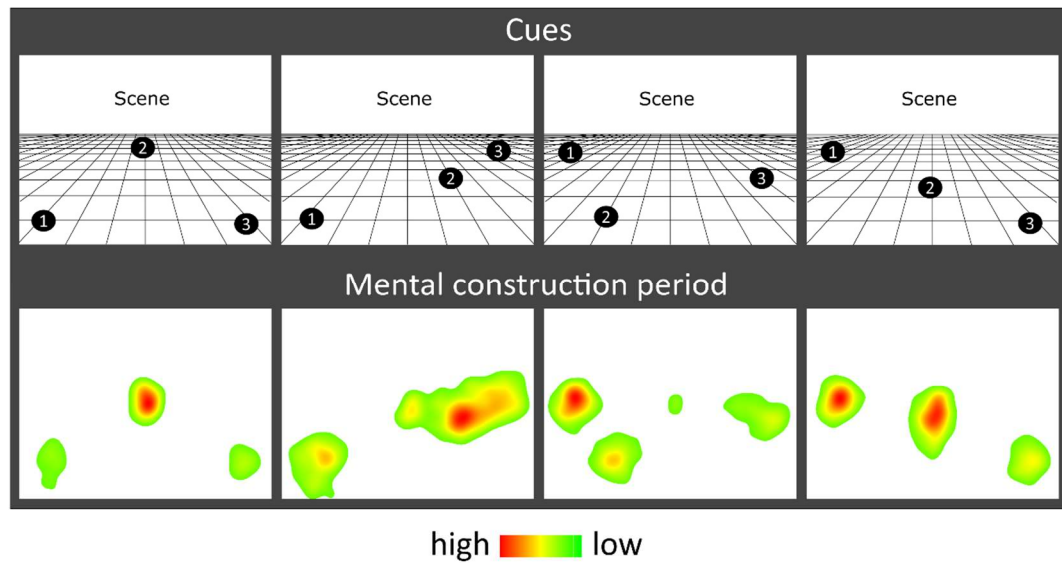 Cues
Scene Scene Scene Scene
2 3 1 1
2 3 2
1 3 1 2 3
Mental construction period
high low